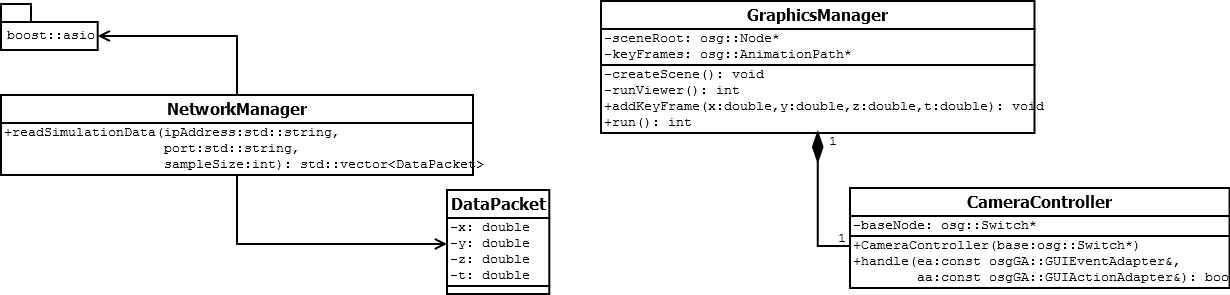 boost::asio
NetworkManager
+readSimulationData(ipAddress:std::string,
port:std::string,
sampleSize:int): std::vector<DataPacket>
DataPacket
-x: double
-y: double
-z: double
-t: double
GraphicsManager
-sceneRoot: osg::Node*
-keyFrames: osg::AnimationPath*
-createScene(): void
-runViewer(): int
+addKeyFrame(x:double,y:double,z:double,t:double): void
+run(): int
1
1
CameraController
-baseNode: osg::Switch*
+CameraController(base:osg::Switch*)
+handle(ea:const osgGA::GUIEventAdapter&,
aa:const osgGA::GUIActionAdapter&): boo